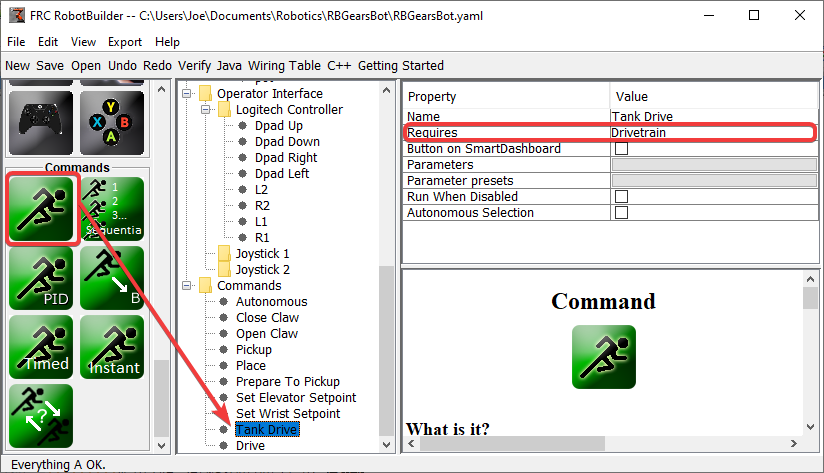 FRC RobotBuilder -- C:\Users\Joe\Documents\Robotics\RBGearsBot\RBGearsBot.yaml
File Edit View Export Help
New Save Open Undo Redo Verify Java Wiring Table C++ Getting Started
Y
X B
A
Commands
1
2
3...
Sequentia
PID
B
Timed
Instant
?
Operator Interface
Logitech Controller
Dpad Up
Dpad Down
Dpad Right
Dpad Left
L2
R2
L1
R1
Joystick 1
Joystick 2
Commands
Autonomous
Close Claw
Open Claw
Pickup
Place
Prepare To Pickup
Set Elevator Setpoint
Set Wrist Setpoint
Tank Drive
Drive
Property Value
Name Tank Drive
Requires Drivetrain
Button on SmartDashboard
Parameters
Parameter presets
Run When Disabled
Autonomous Selection
Command
What is it?
Everything A OK.